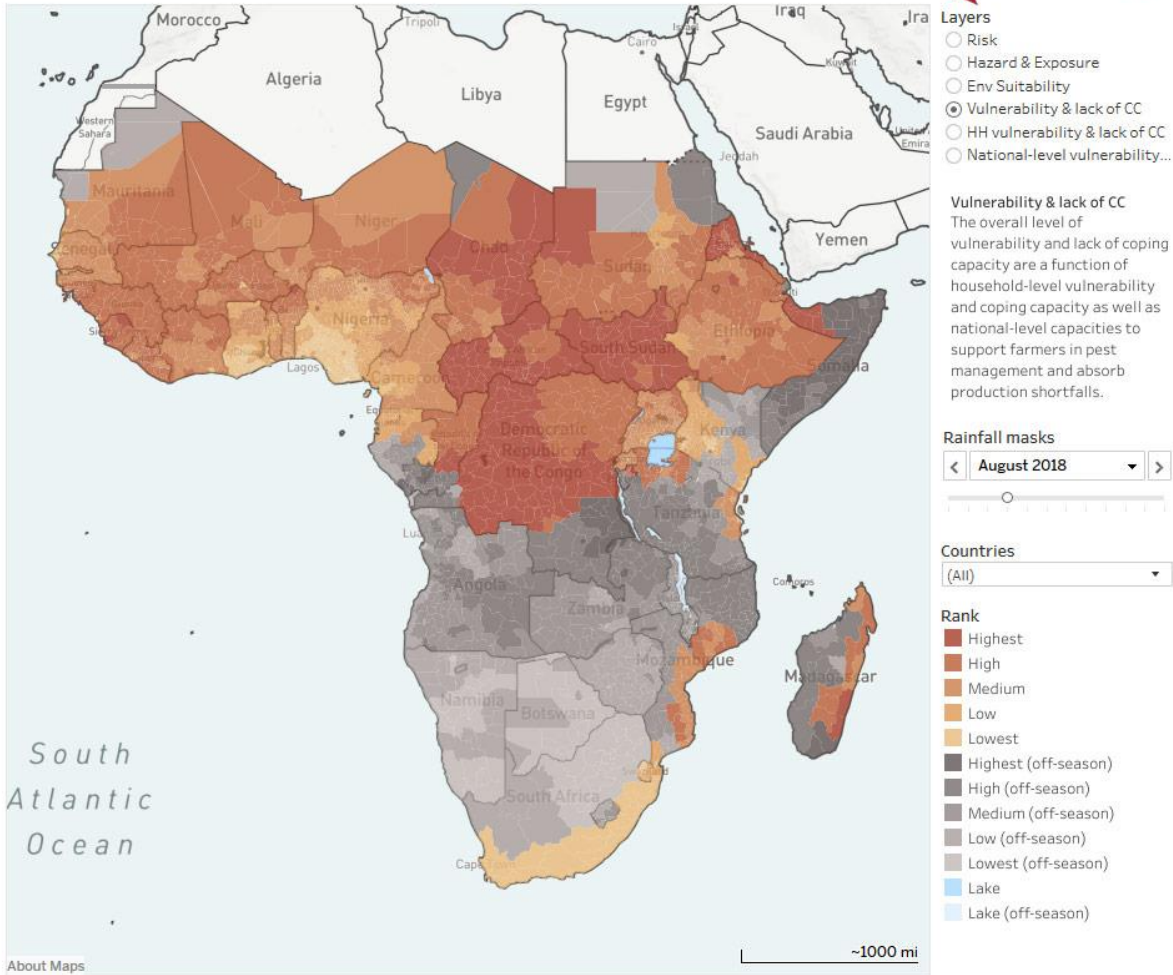 Morocco
Tripoli
Israel
Iraq
Ira
Cairo
Kuwait
Algeria
Libya
Egypt
Western
Sahara
Saudi Arabia
United
Emira
Jeddah
Mauritania
Mali
Niger
Chad
Sudan
Yemen
Senegal
Nigeria
Ethiopia
South Sudan
Somalia
Lagos
Cameroon
Kenya
Democratic
Republic of
the Congo
Tanzania
Lua
Angola
Comoros
Zambia
Mozambique
Madagascar
Namibia
Botswana
Swaziland
South Africa
Cape Town
South
Atlantic
Ocean
~1000 mi
About Maps
Layers
Risk
Hazard & Exposure
Env Suitability
Vulnerability & lack of CC
HH vulnerability & lack of CC
National-level vulnerability...
Vulnerability & lack of CC
The overall level of
vulnerability and lack of coping
capacity are a function of
household-level vulnerability
and coping capacity as well as
national-level capacities to
support farmers in pest
management and absorb
production shortfalls.
Rainfall masks
August 2018
Countries
(All)
Rank
Highest
High
Medium
Low
Lowest
Highest (off-season)
High (off-season)
Medium (off-season)
Low (off-season)
Lowest (off-season)
Lake
Lake (off-season)